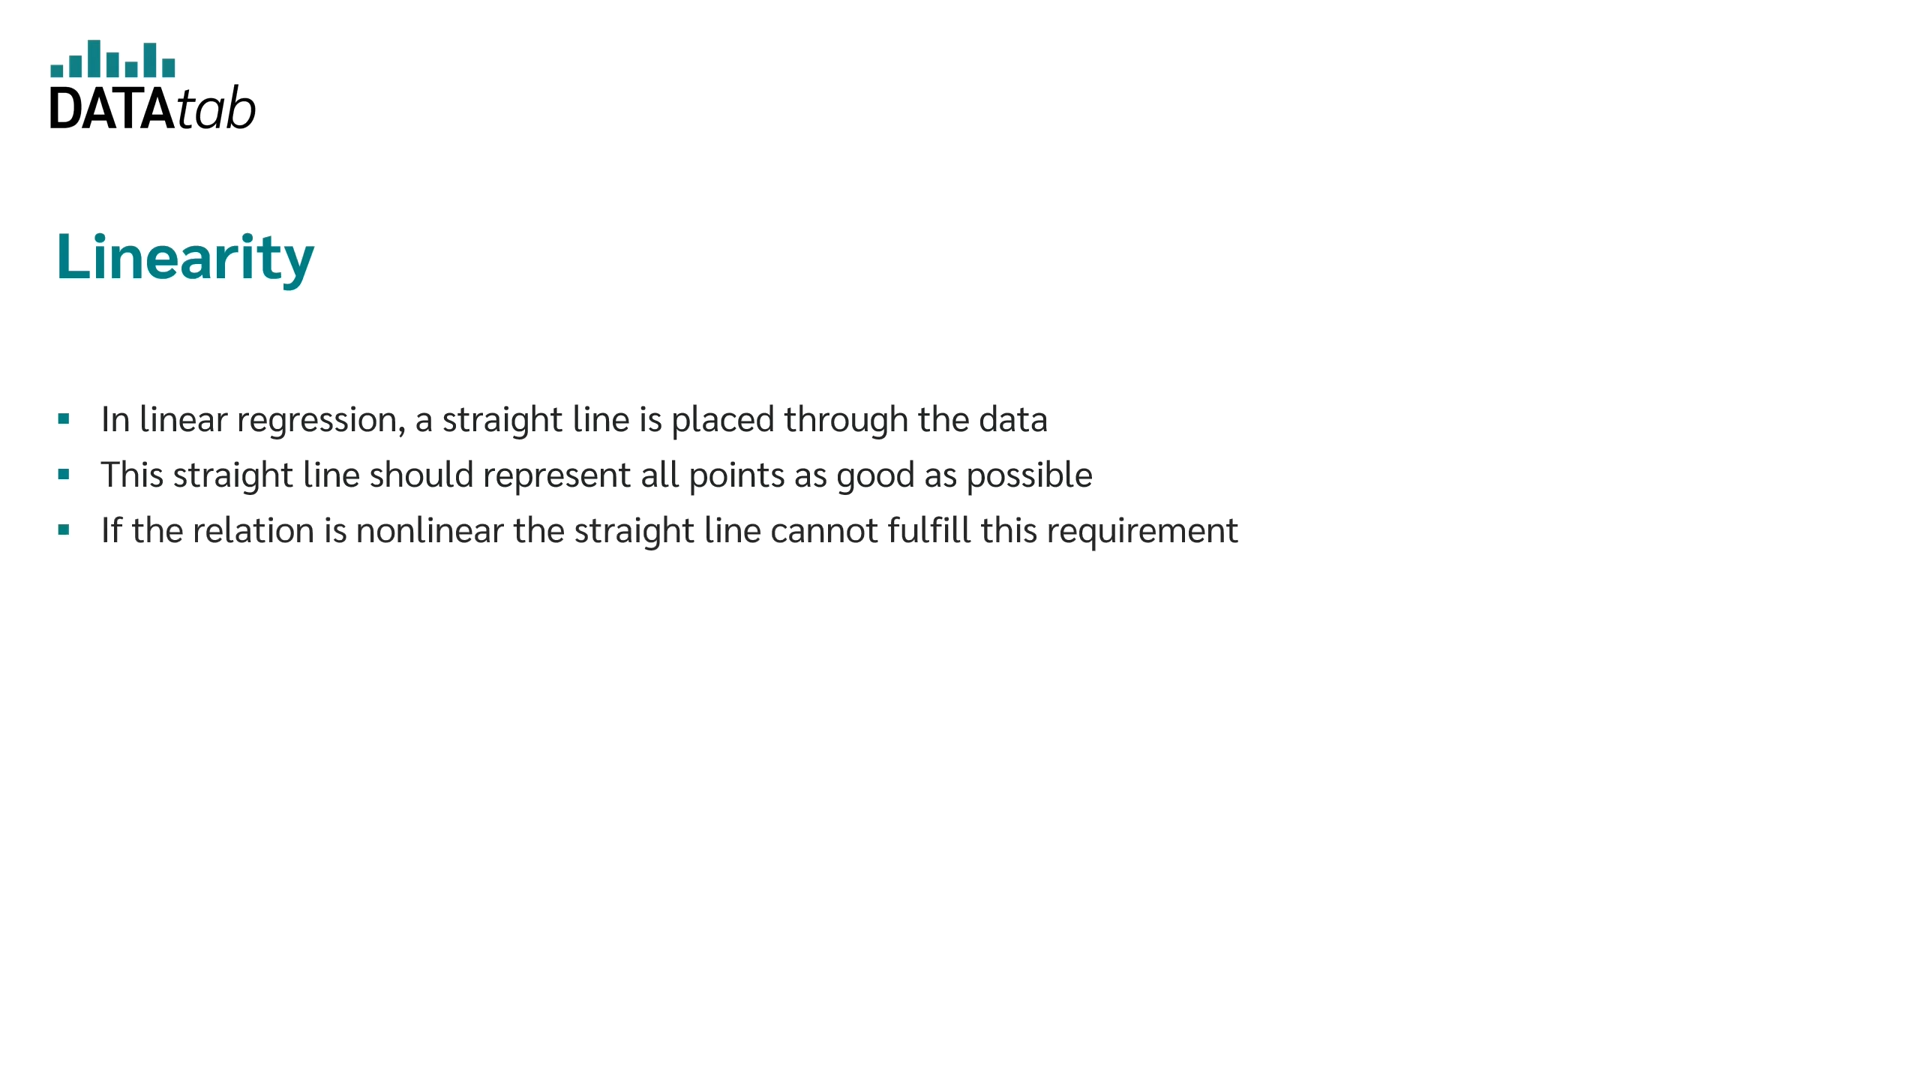 DATAtab
Linearity
In linear regression, a straight line is placed through the data
This straight line should represent all points as good as possible
If the relation is nonlinear the straight line cannot fulfill this requirement